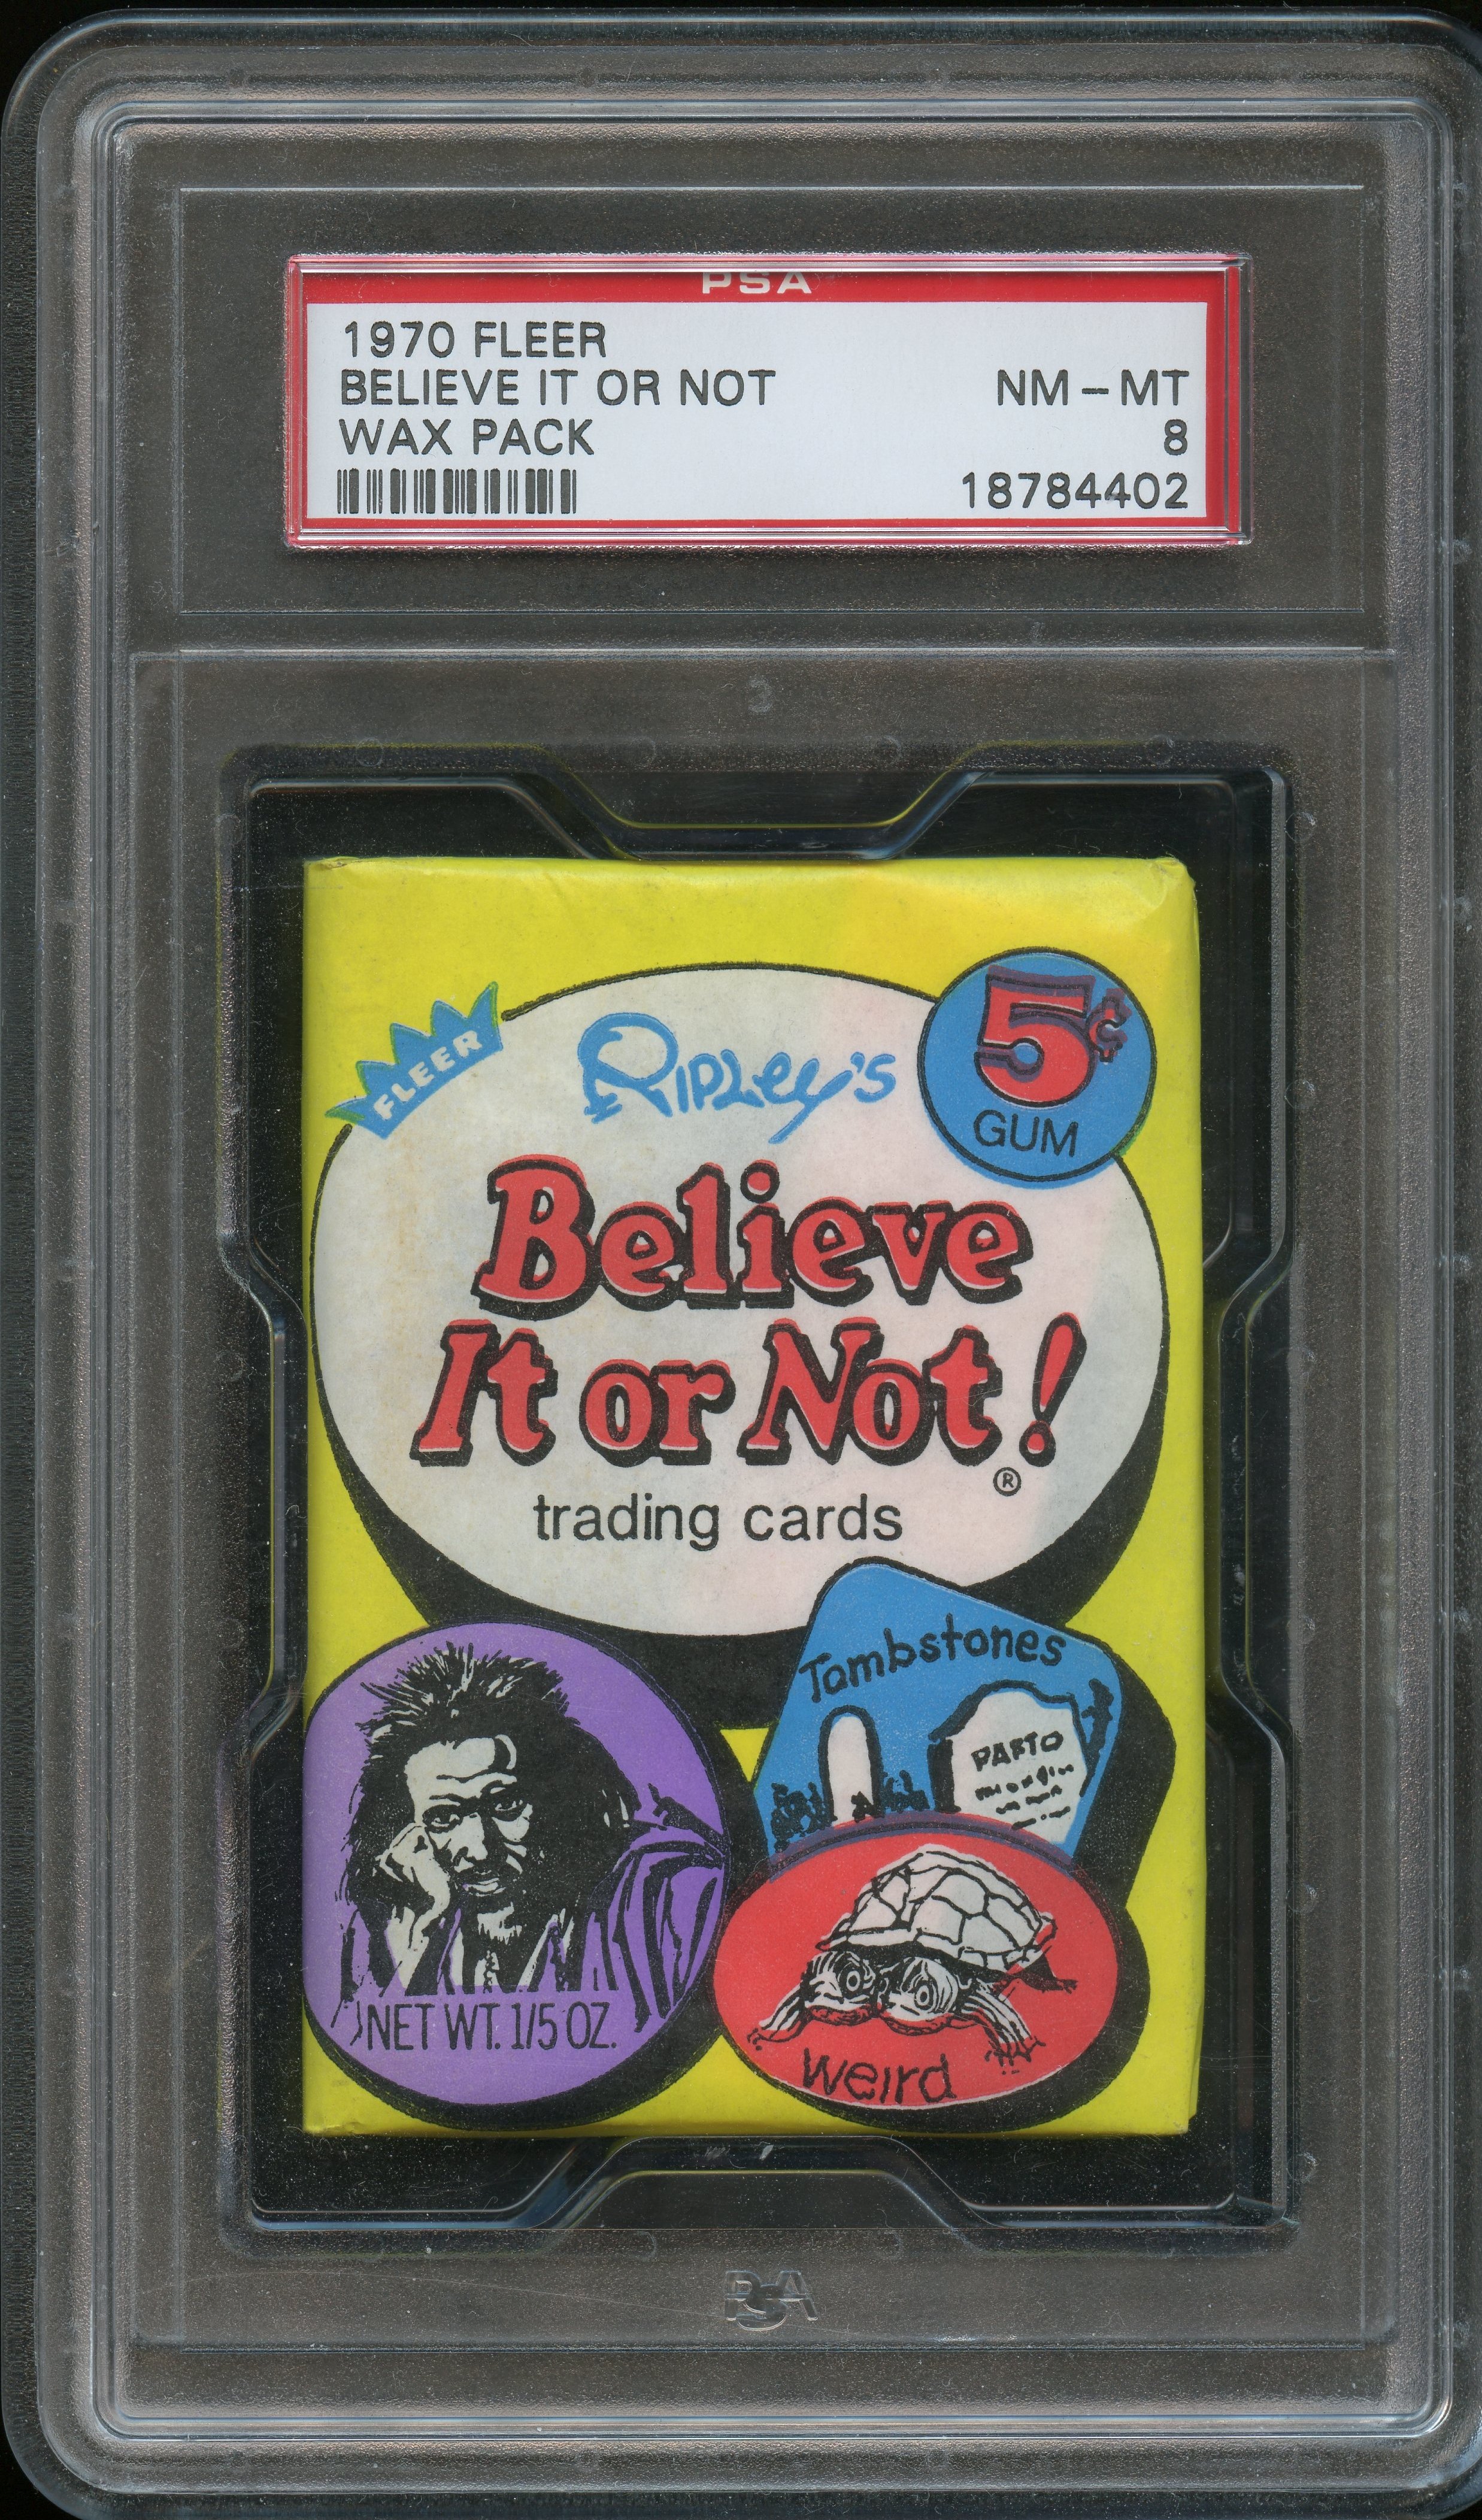 PSA
1970 FLEER
BELIEVE IT OR NOT NM - MT
WAX PACK 8
18784402
3
FLEER
RIPLEY'S
5¢
GUM
Believe
It or Not!
®
trading cards
Tombstones
NET WT. 1/5 OZ.
weird
PSA